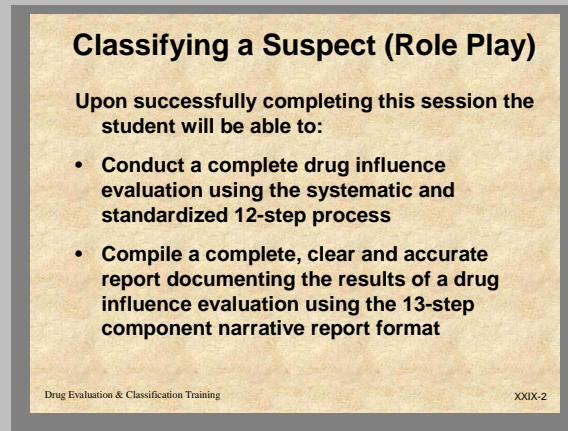 Classifying a Suspect (Role Play)
Upon successfully completing this session the
student will be able to:
• Conduct a complete drug influence
evaluation using the systematic and
standardized 12-step process
• Compile a complete, clear and accurate
report documenting the results of a drug
influence evaluation using the 13-step
component narrative report format
Drug Evaluation & Classification Training
XXIX-2